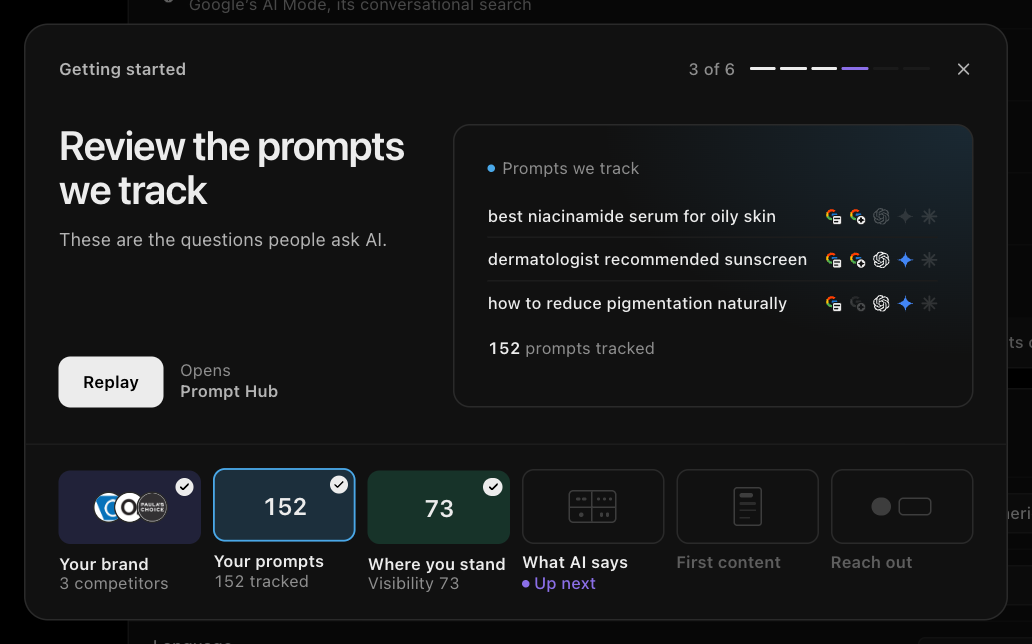 Google's AI Mode, its conversational search
Getting started
3 of 6
Review the prompts
we track
These are the questions people ask AI.
Replay
Opens
Prompt Hub
Prompts we track
best niacinamide serum for oily skin
dermatologist recommended sunscreen
how to reduce pigmentation naturally
152 prompts tracked
PAULA'S
CHOICE
152
73
Your brand
3 competitors
Your prompts
152 tracked
Where you stand
Visibility 73
What AI says
Up next
First content
Reach out